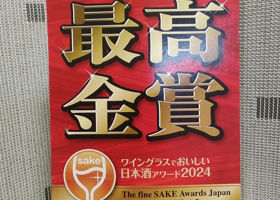 最高
金賞
sake
ワイングラスでおいしい
日本酒アワード2024
The fine SAKE Awards Japan